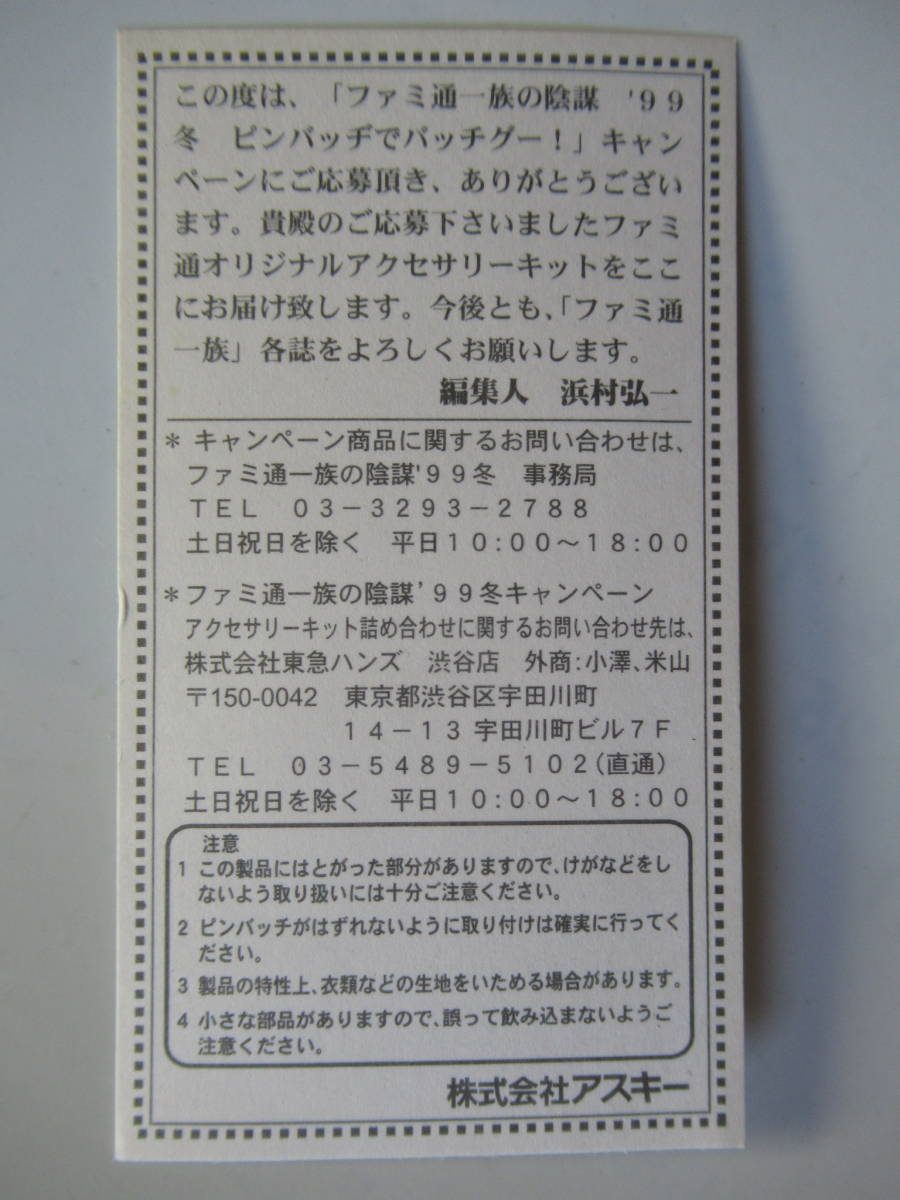 この度は、「ファミ通一族の陰謀　’９９
冬　ピンバッヂでバッチグー！」キャン
ペーンにご応募頂き、ありがとうござい
ます。貴殿のご応募下さいましたファミ
通オリジナルアクセサリーキットをここ
にお届け致します。今後とも、「ファミ通
一族」各誌をよろしくお願いします。
編集人　浜村弘一
＊ キャンペーン商品に関するお問い合わせは、
ファミ通一族の陰謀'９９冬　事務局
ＴＥＬ　０３－３２９３－２７８８
土日祝日を除く　平日１０:００～１８:００
＊ファミ通一族の陰謀’９９冬キャンペーン
アクセサリーキット詰め合わせに関するお問い合わせ先は、
株式会社東急ハンズ　渋谷店　外商:小澤、米山
〒150-0042　東京都渋谷区宇田川町
１４－１３ 宇田川町ビル７Ｆ
ＴＥＬ　０３－５４８９－５１０２(直通)
土日祝日を除く　平日１０:００～１８:００
注意
1 この製品にはとがった部分がありますので、けがなどをし
ないよう取り扱いには十分ご注意ください。
2 ピンバッチがはずれないように取り付けは確実に行ってく
ださい。
3 製品の特性上、衣類などの生地をいためる場合があります。
4 小さな部品がありますので、誤って飲み込まないようご
注意ください。
株式会社アスキー